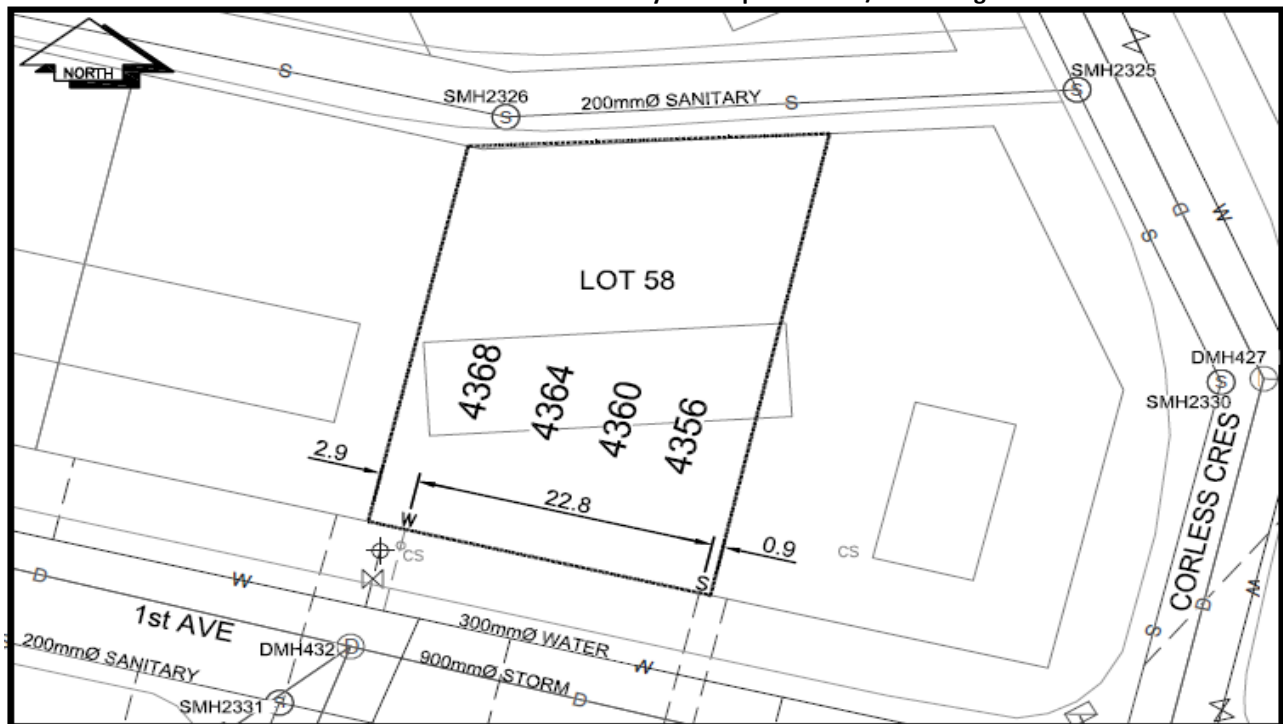 NORTH
S
SMH2326
S
200mmØ SANITARY
S
SMH2325
S
LOT 58
D
W
S
4368
4364
4360
4356
DMH427
S
SMH2330
CORLESS CRES
2.9
22.8
0.9
W
S
CS
CS
D
W
1st AVE
300mmØ WATER
W
DMH432
D
200mmØ SANITARY
900mmØ STORM
D
SMH2331
S
D
W